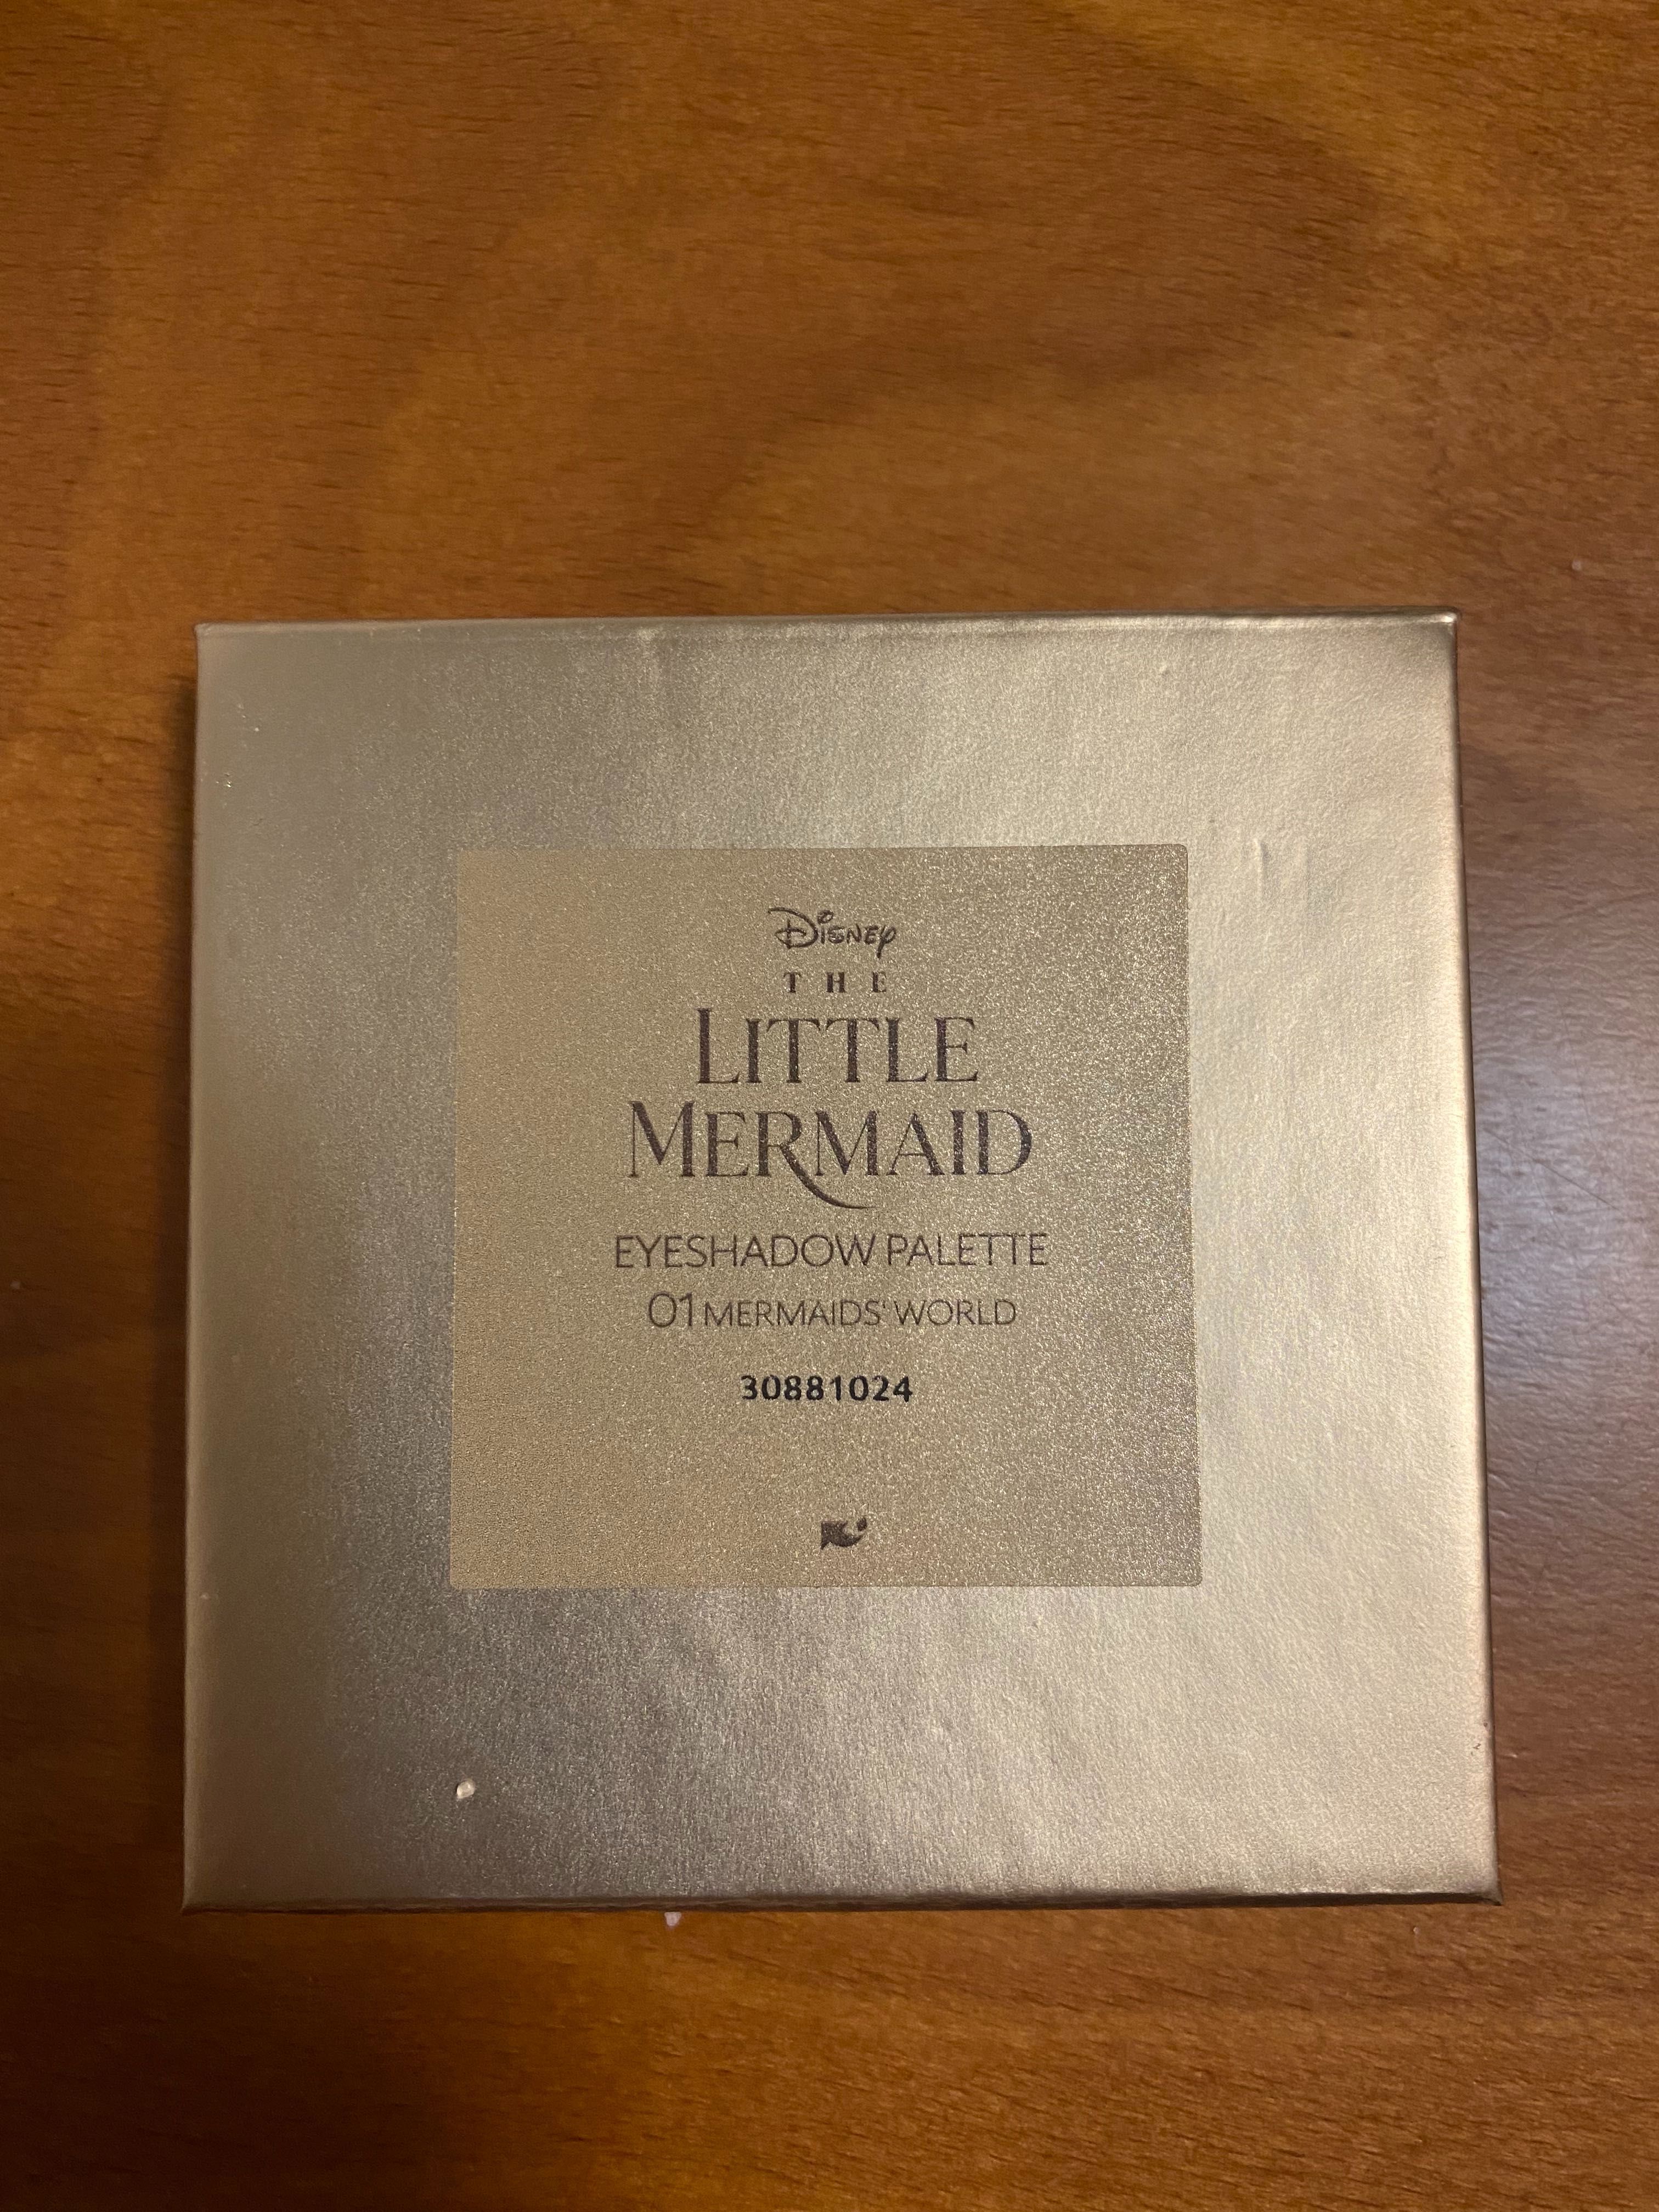 Disney
THE
LITTLE
MERMAID
EYESHADOW PALETTE
01 MERMAIDS' WORLD
30881024